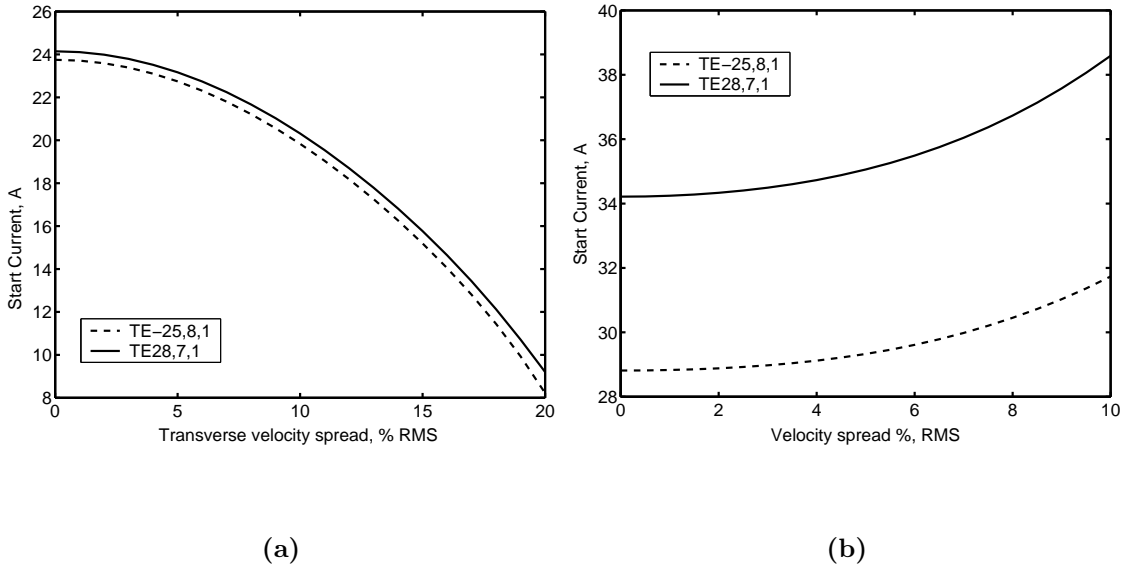 26
24
22
20
18
16
14
12
10
8
Start Current, A
TE−25,8,1
TE28,7,1
0
5
10
15
20
Transverse velocity spread, % RMS
(a)
40
38
36
34
32
30
28
Start Current, A
TE−25,8,1
TE28,7,1
0
2
4
6
8
10
Velocity spread %, RMS
(b)